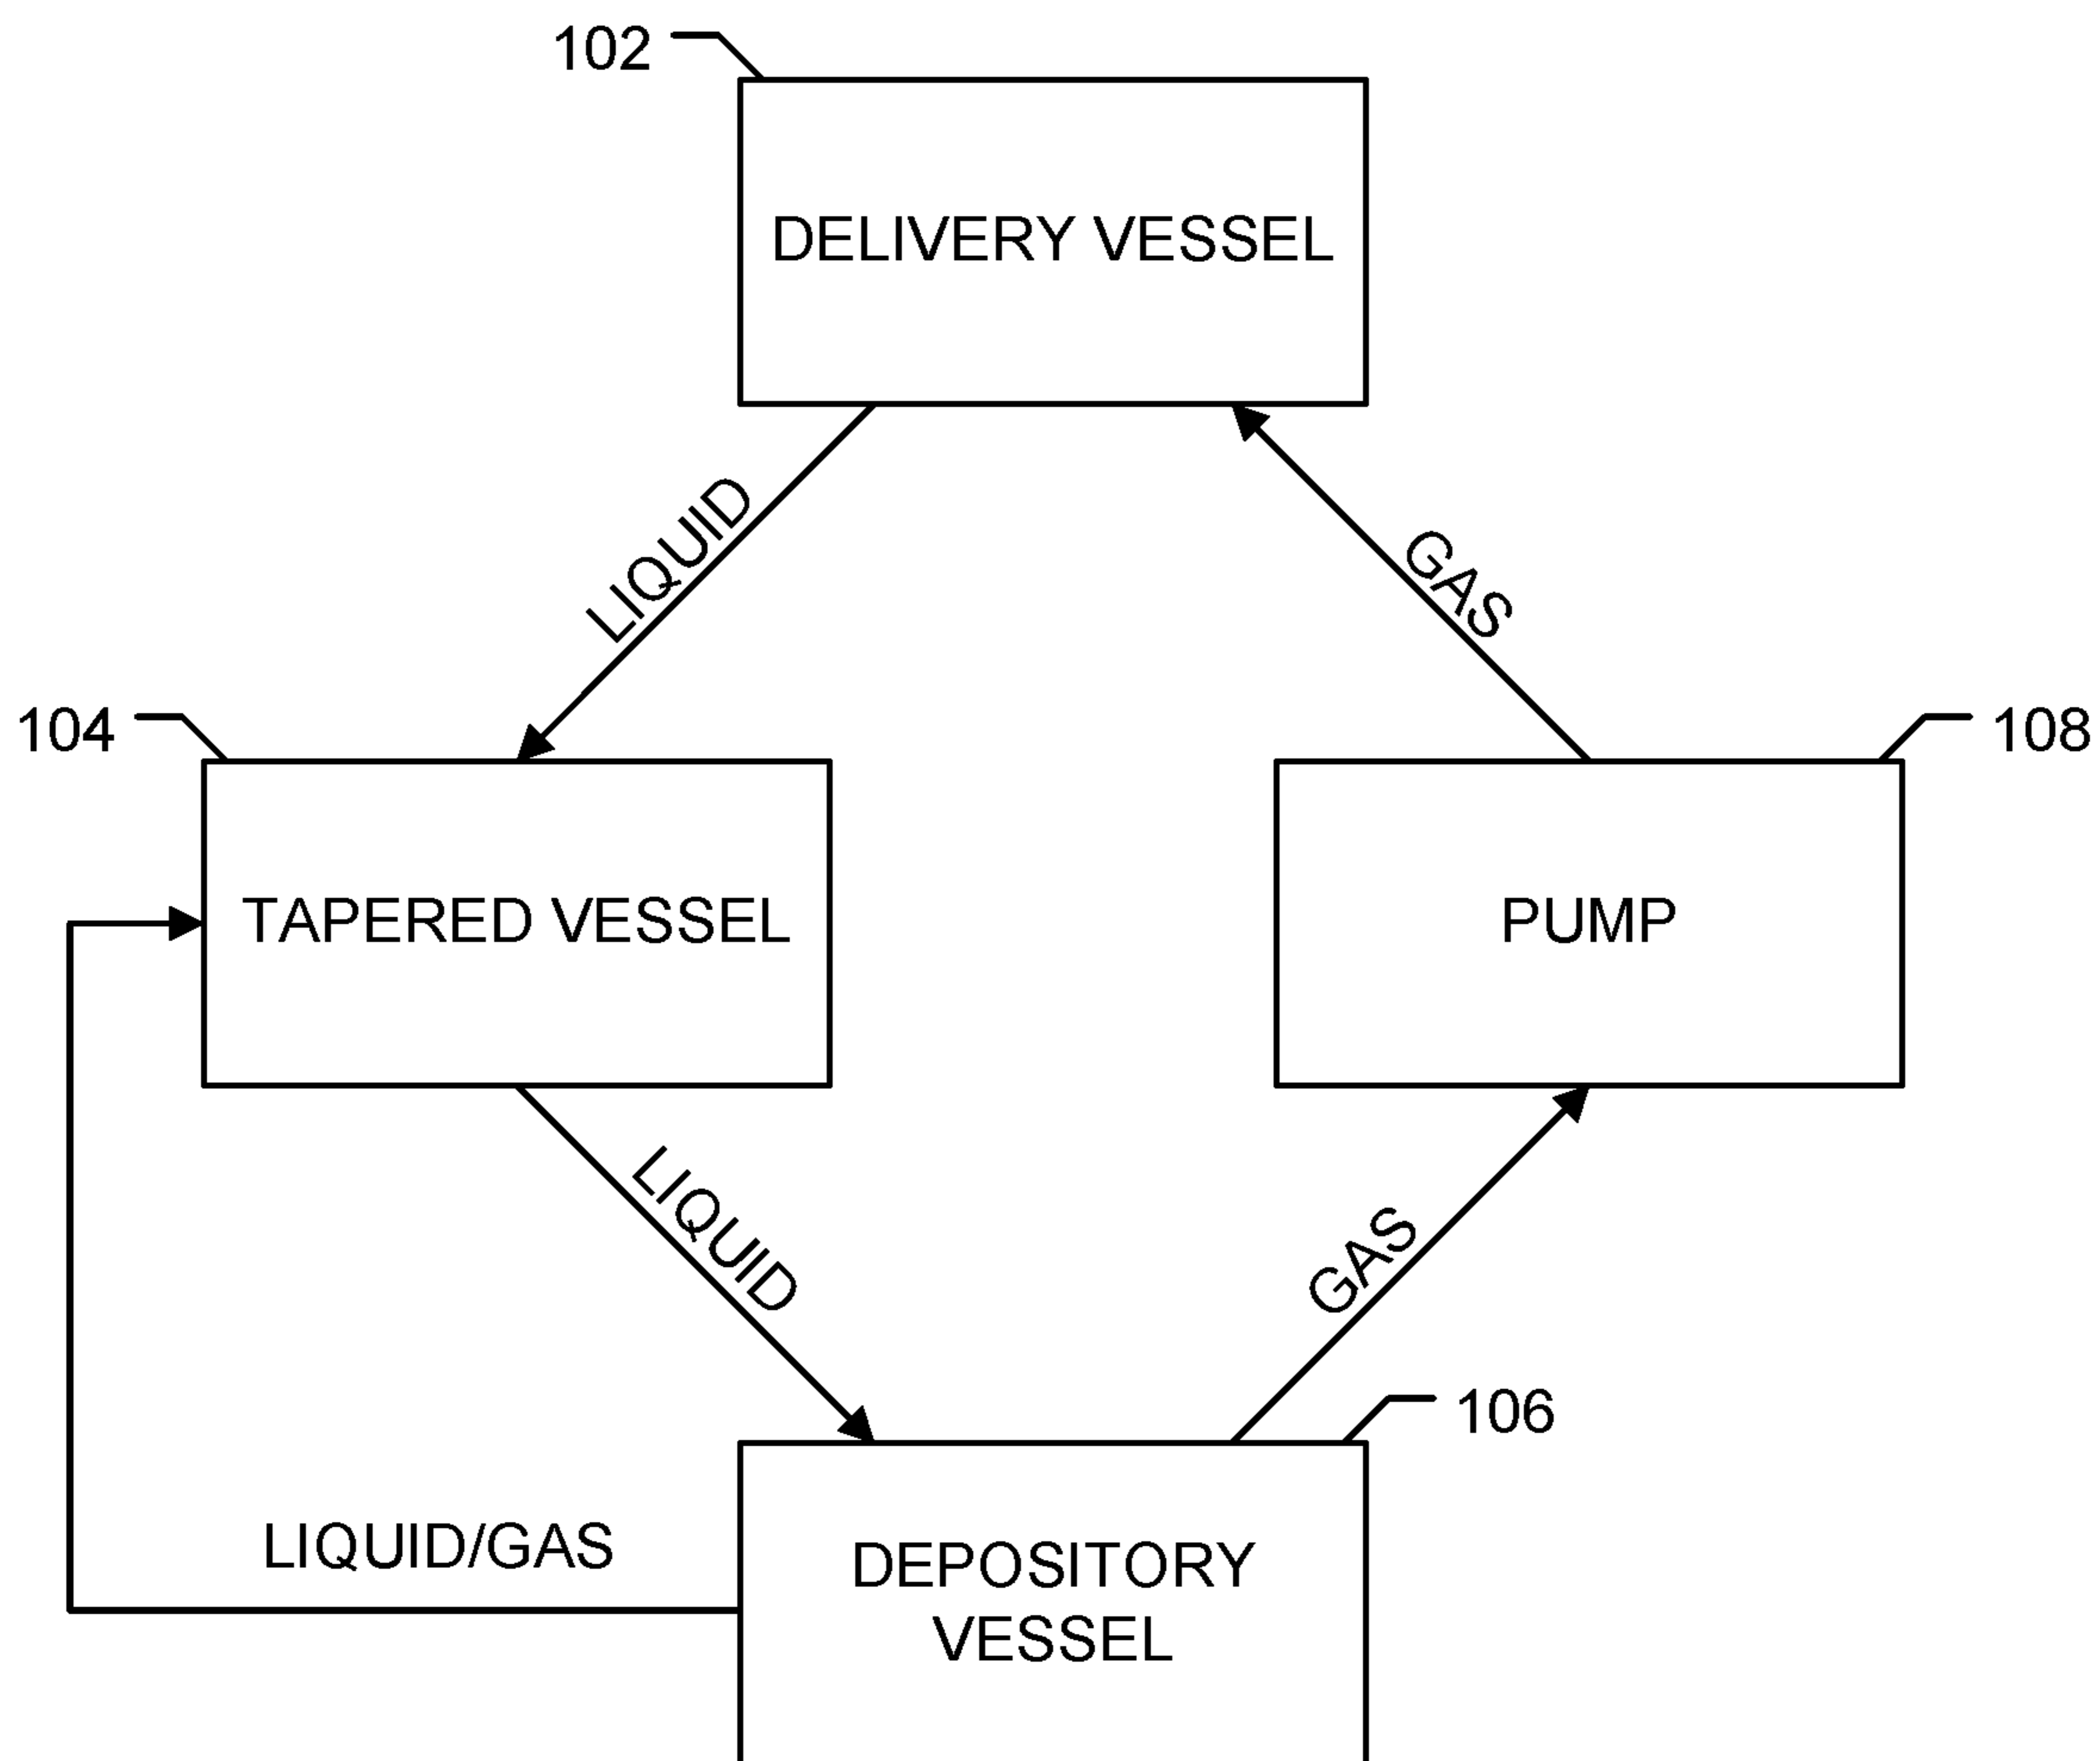 102
DELIVERY VESSEL
LIQUID
GAS
104
108
TAPERED VESSEL
PUMP
LIQUID
GAS
106
LIQUID/GAS
DEPOSITORY
VESSEL